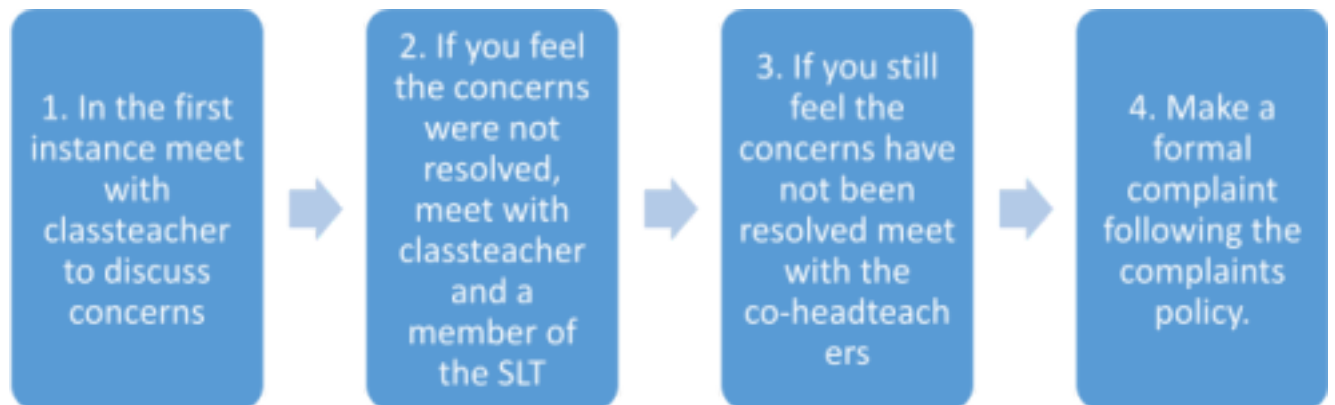 1. In the first
instance meet
with
classteacher
to discuss
concerns
2. If you feel
the concerns
were not
resolved,
meet with
classteacher
and a
member of
the SLT
3. If you still
feel the
concerns have
not been
resolved meet
with the
co-headteach
ers
4. Make a
formal
complaint
following the
complaints
policy.